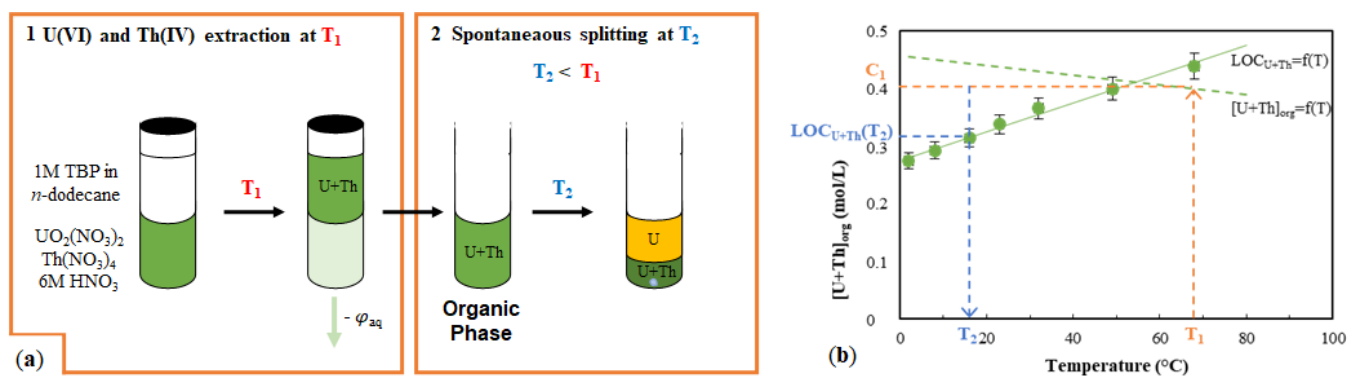 1 U(VI) and Th(IV) extraction at T₁
1M TBP in
n-dodecane
UO₂(NO₃)₂
Th(NO₃)₄
6M HNO₃
T₁
U+Th
- φaq
(a)
2 Spontaneous splitting at T₂
T₂ < T₁
U+Th
Organic
Phase
T₂
U
U+Th
[U+Th]org (mol/L)
0.5
C₁
0.4
LOC_U+Th(T₂)
0.3
0.2
0.1
0
LOC_U+Th=f(T)
[U+Th]org=f(T)
0
T₂
20
40
60
T₁
80
100
Temperature (°C)
(b)